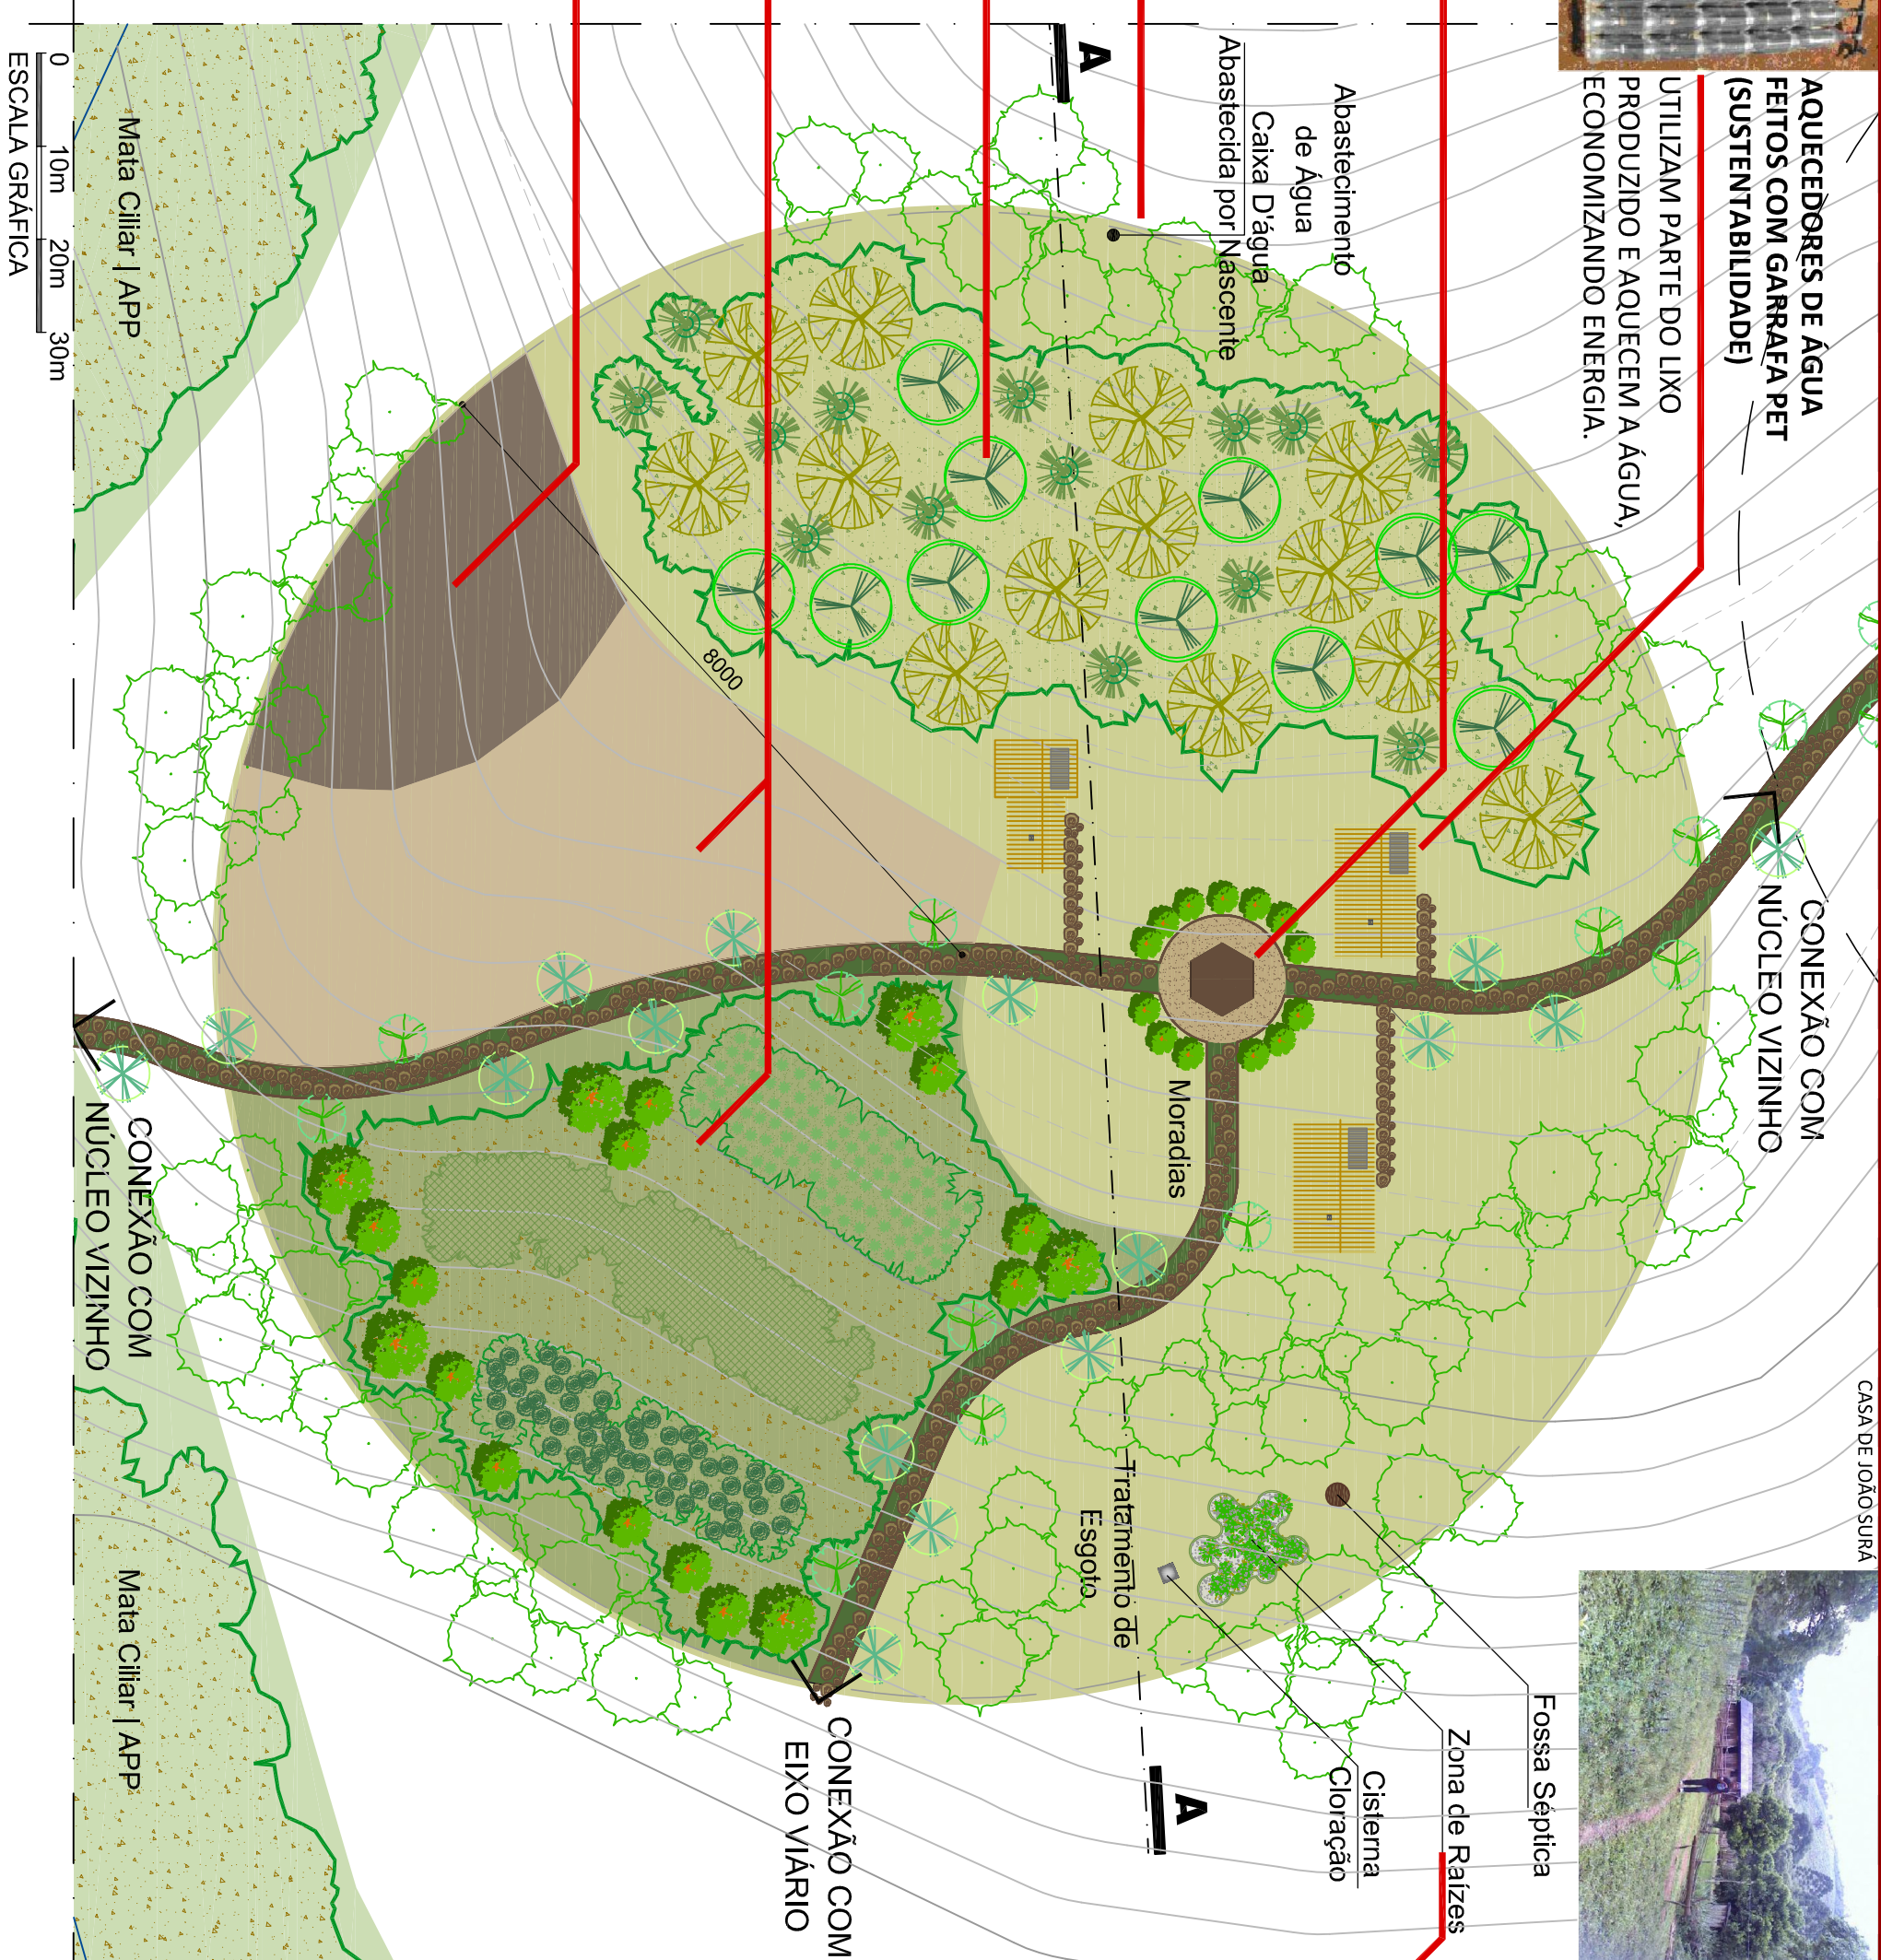 AQUECEDORES DE ÁGUA
FEITOS COM GARRAFA PET
(SUSTENTABILIDADE)
UTILIZAM PARTE DO LIXO
PRODUZIDO E AQUECEM A ÁGUA,
ECONOMIZANDO ENERGIA.
CASA DE JOÃO SURÁ
CONEXÃO COM
NÚCLEO VIZINHO
Abastecimento
de Água
Caixa D'água
Abastecida por Nascente
A
Moradias
8000
Fossa Séptica
Zona de Raízes
Cisterna
Cloração
Tratamento de
Esgoto
A
CONEXÃO COM
EIXO VIÁRIO
CONEXÃO COM
NÚCLEO VIZINHO
Mata Ciliar | APP
Mata Ciliar | APP
0 10m 20m 30m
ESCALA GRÁFICA